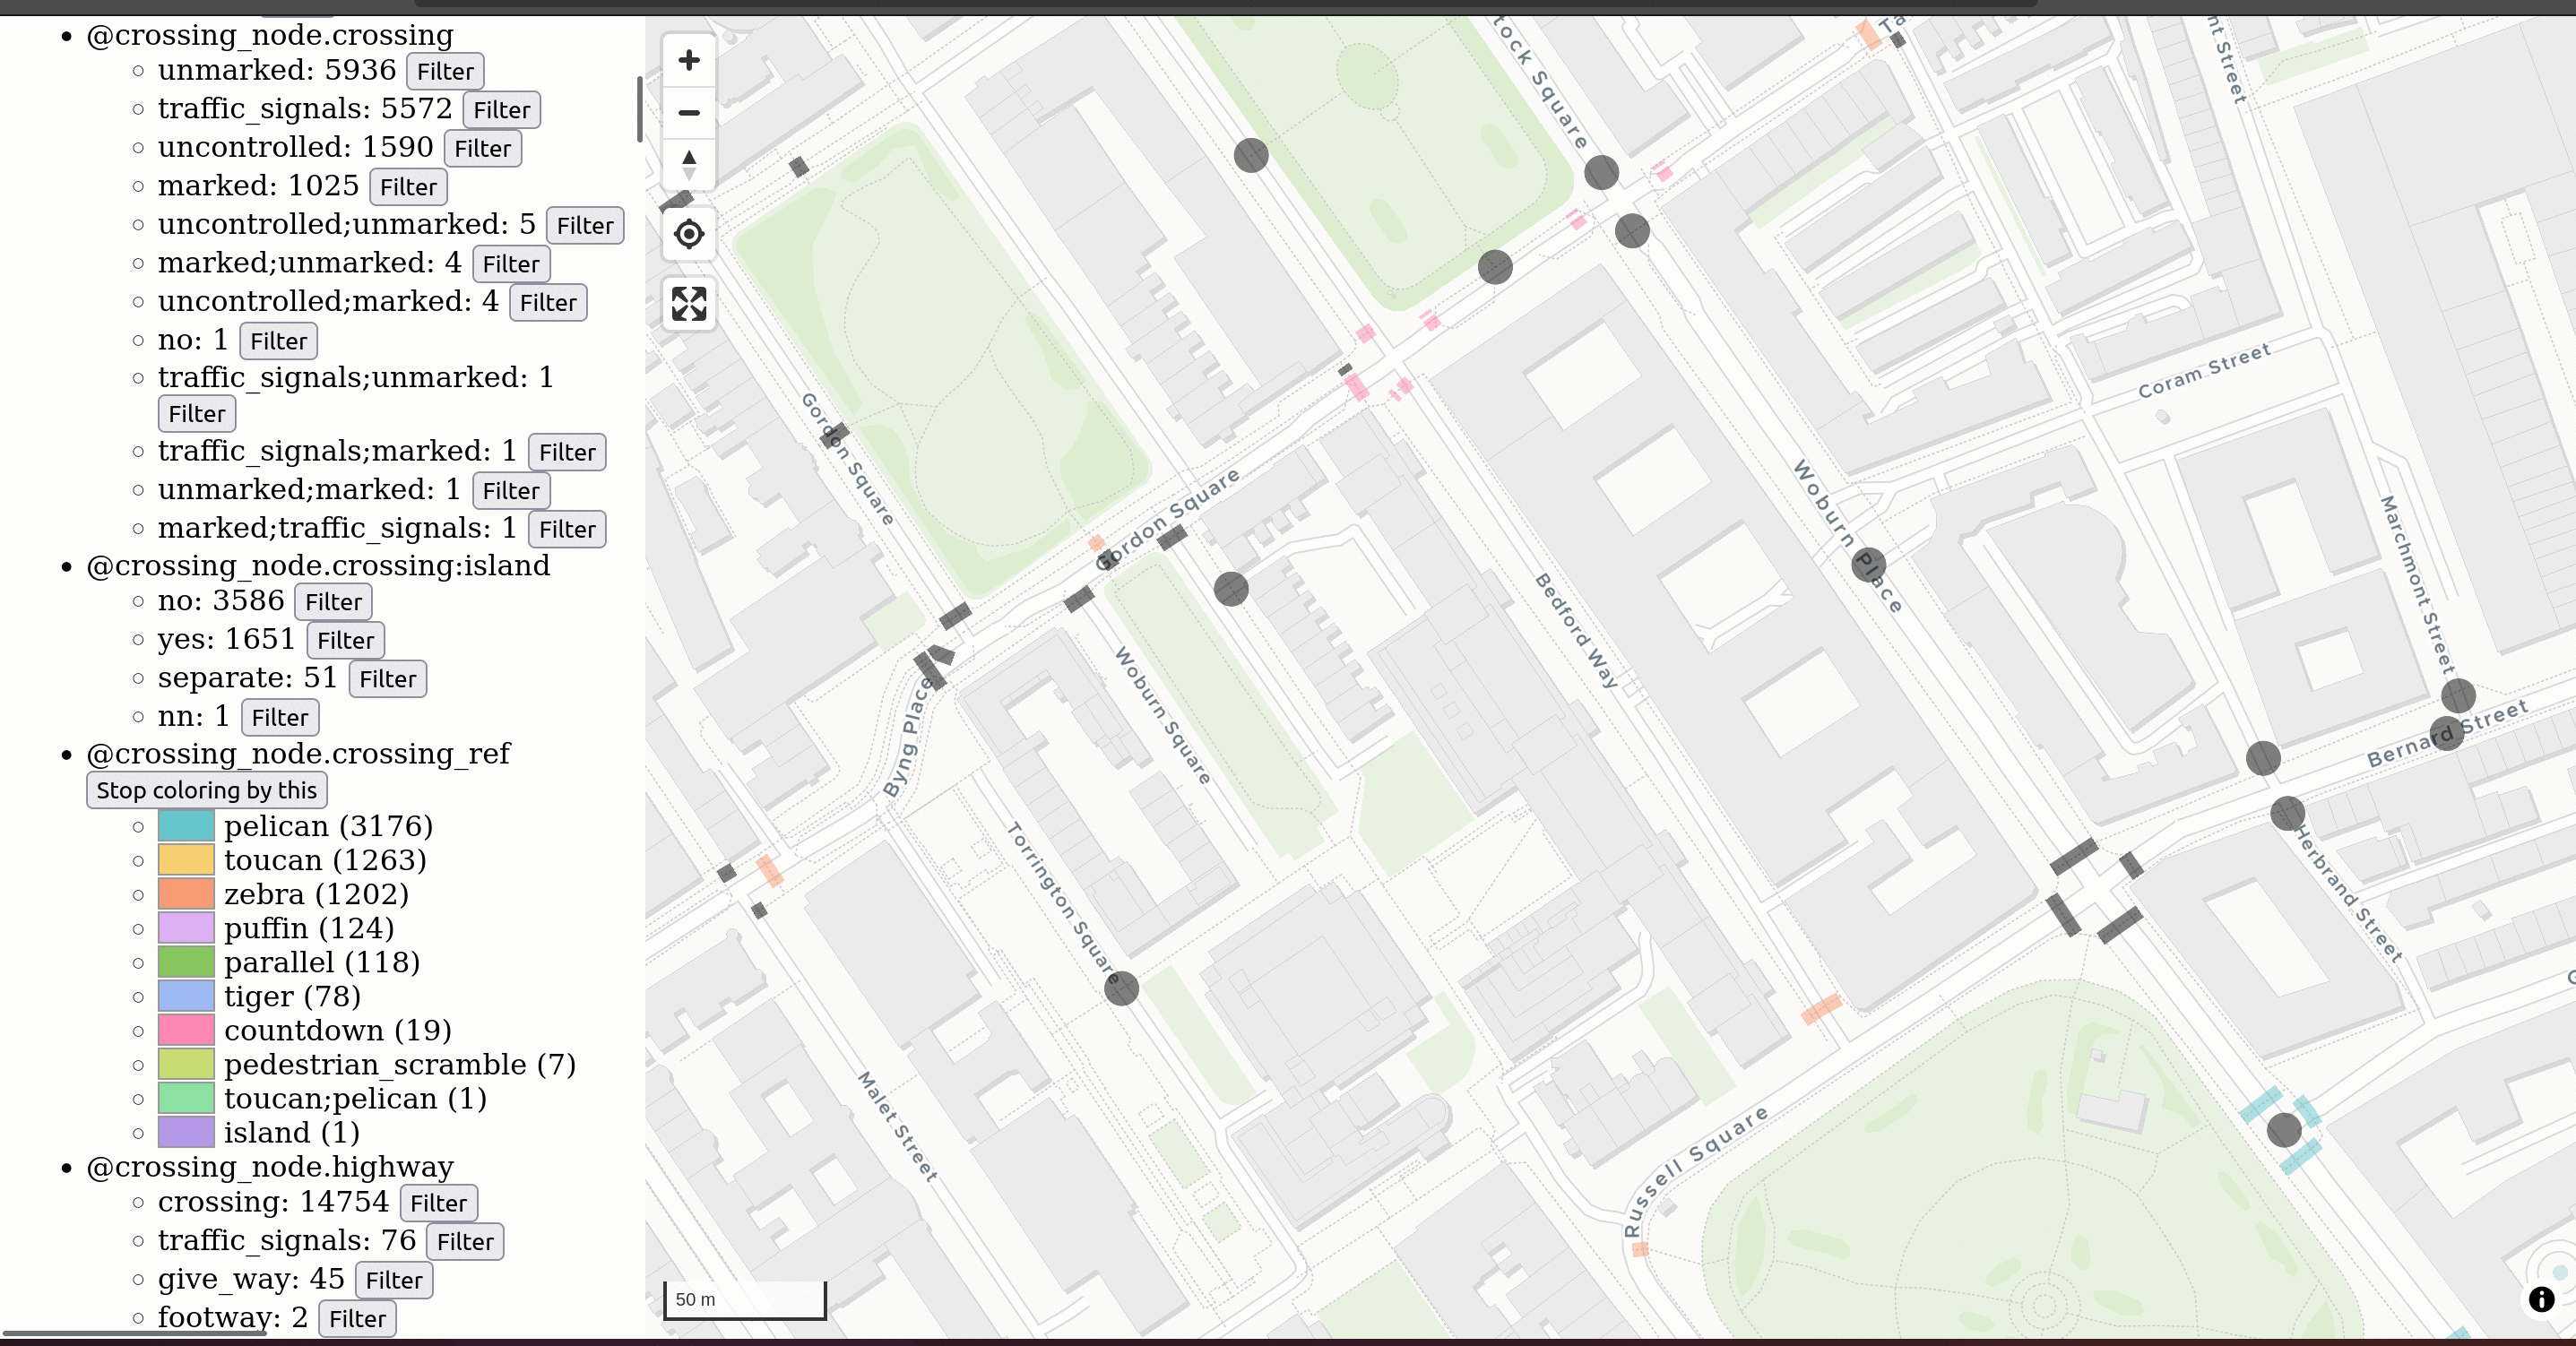 @crossing_node.crossing
unmarked: 5936 Filter
traffic_signals: 5572 Filter
uncontrolled: 1590 Filter
marked: 1025 Filter
uncontrolled;unmarked: 5 Filter
marked;unmarked: 4 Filter
uncontrolled;marked: 4 Filter
no: 1 Filter
traffic_signals;unmarked: 1
Filter
traffic_signals;marked: 1 Filter
unmarked;marked: 1 Filter
marked;traffic_signals: 1 Filter
@crossing_node.crossing:island
no: 3586 Filter
yes: 1651 Filter
separate: 51 Filter
nn: 1 Filter
@crossing_node.crossing_ref
Stop coloring by this
pelican (3176)
toucan (1263)
zebra (1202)
puffin (124)
parallel (118)
tiger (78)
countdown (19)
pedestrian_scramble (7)
toucan;pelican (1)
island (1)
@crossing_node.highway
crossing: 14754 Filter
traffic_signals: 76 Filter
give_way: 45 Filter
footway: 2 Filter
tock Square
Ta
nt Street
Coram Street
Gordon Square
Gordon Square
Woburn Place
Marchmont Street
Bedford Way
Woburn Square
Byng Place
Bernard Street
Torrington Square
Herbrand Street
Malet Street
Russell Square
50 m